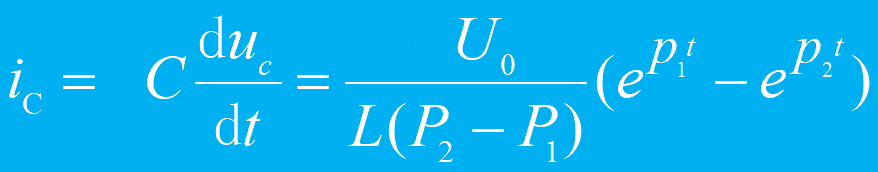 i_C = C du_c/dt = U_0/L(P_2 − P_1) (e^{p_1 t} − e^{p_2 t})